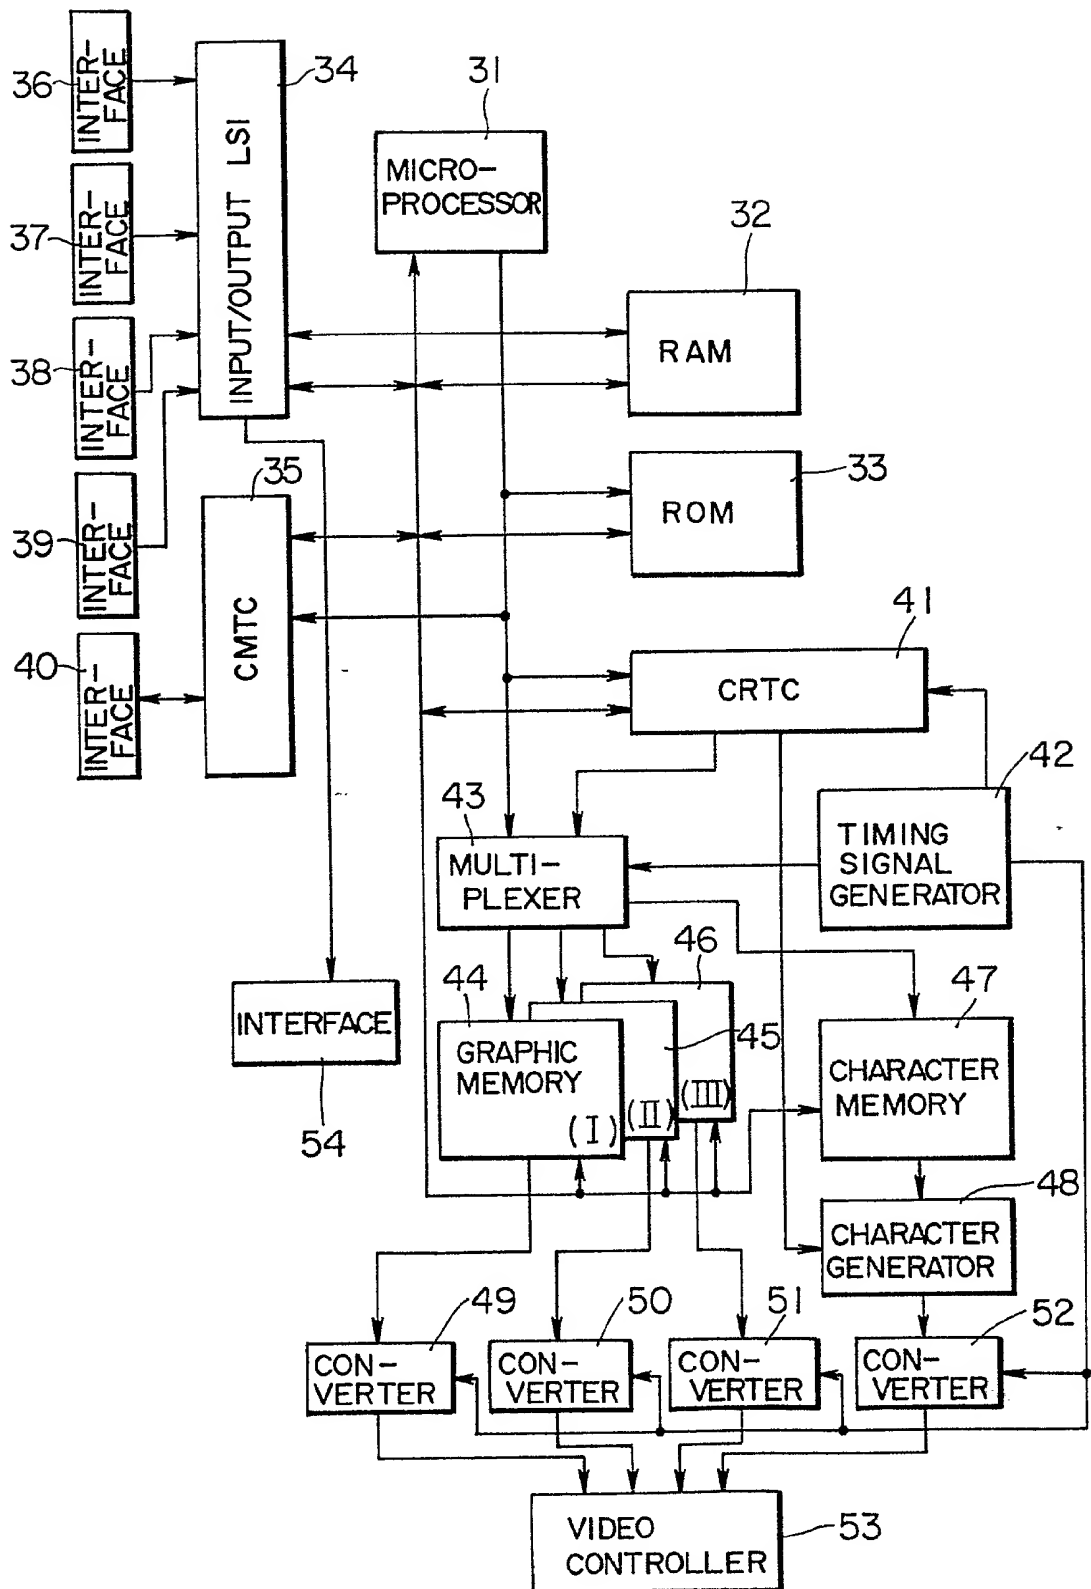 36
INTER-
FACE
37
INTER-
FACE
38
INTER-
FACE
39
INTER-
FACE
40
INTER-
FACE
34
INPUT/OUTPUT LSI
35
CMTC
31
MICRO-
PROCESSOR
32
RAM
33
ROM
41
CRTC
42
TIMING
SIGNAL
GENERATOR
43
MULTI-
PLEXER
44
GRAPHIC
MEMORY
(I)
45
(II)
46
(III)
47
CHARACTER
MEMORY
48
CHARACTER
GENERATOR
INTERFACE
54
49
CON-
VERTER
50
CON-
VERTER
51
CON-
VERTER
52
CON-
VERTER
VIDEO
CONTROLLER
53